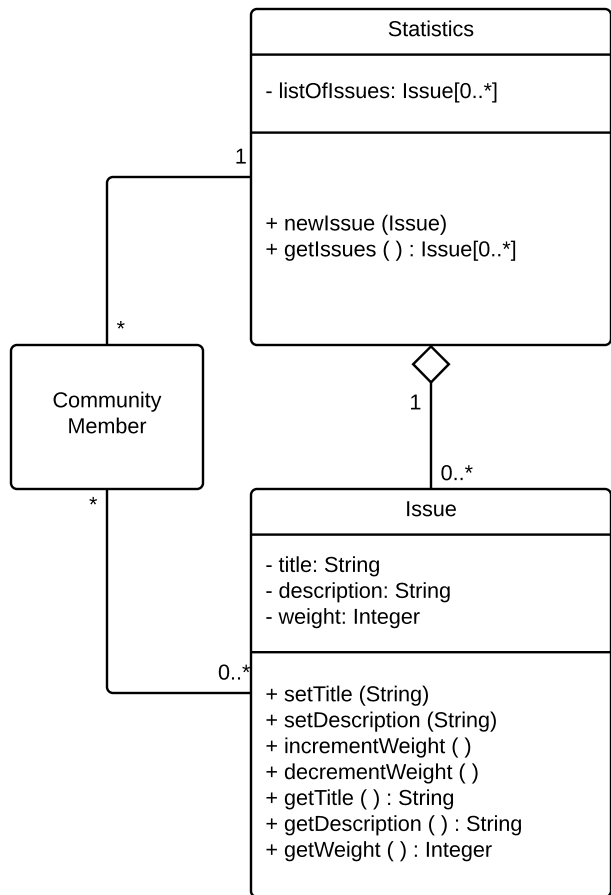 Statistics
- listOfIssues: Issue[0..*]
1
+ newIssue (Issue)
+ getIssues ( ) : Issue[0..*]
*
Community
Member
1
0..*
*
Issue
- title: String
- description: String
- weight: Integer
0..*
+ setTitle (String)
+ setDescription (String)
+ incrementWeight ( )
+ decrementWeight ( )
+ getTitle ( ) : String
+ getDescription ( ) : String
+ getWeight ( ) : Integer